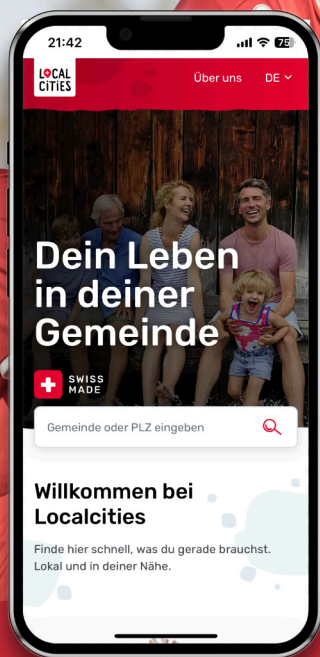 21:42
75
LOCAL
CiTiES
Über uns
DE
Dein Leben
in deiner
Gemeinde
SWISS
MADE
Gemeinde oder PLZ eingeben
Willkommen bei
Localcities
Finde hier schnell, was du gerade brauchst.
Lokal und in deiner Nähe.